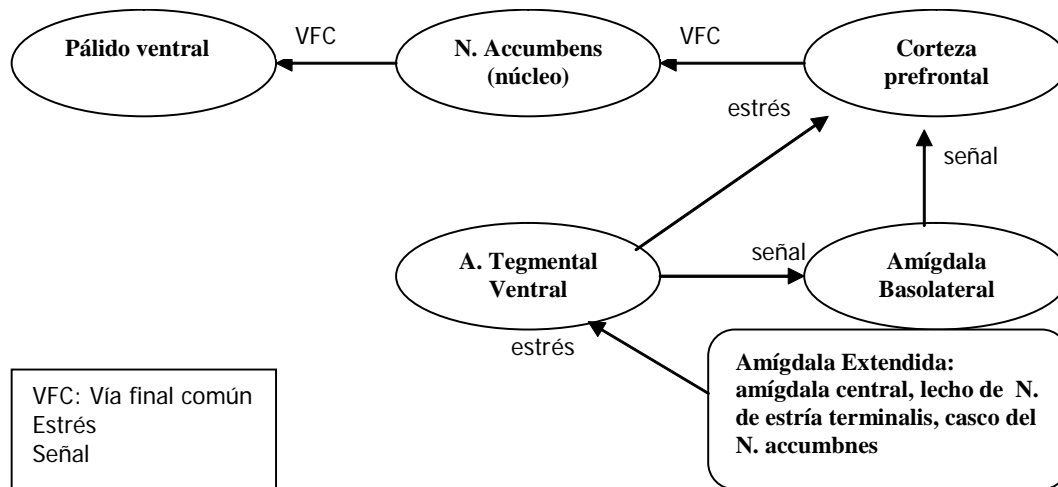 Pálido ventral
VFC
N. Accumbens
(núcleo)
VFC
Corteza
prefrontal
estrés
señal
A. Tegmental
Ventral
señal
Amígdala
Basolateral
estrés
Amígdala Extendida:
amígdala central, lecho de N.
de estría terminalis, casco del
N. accumbnes
VFC: Vía final común
Estrés
Señal